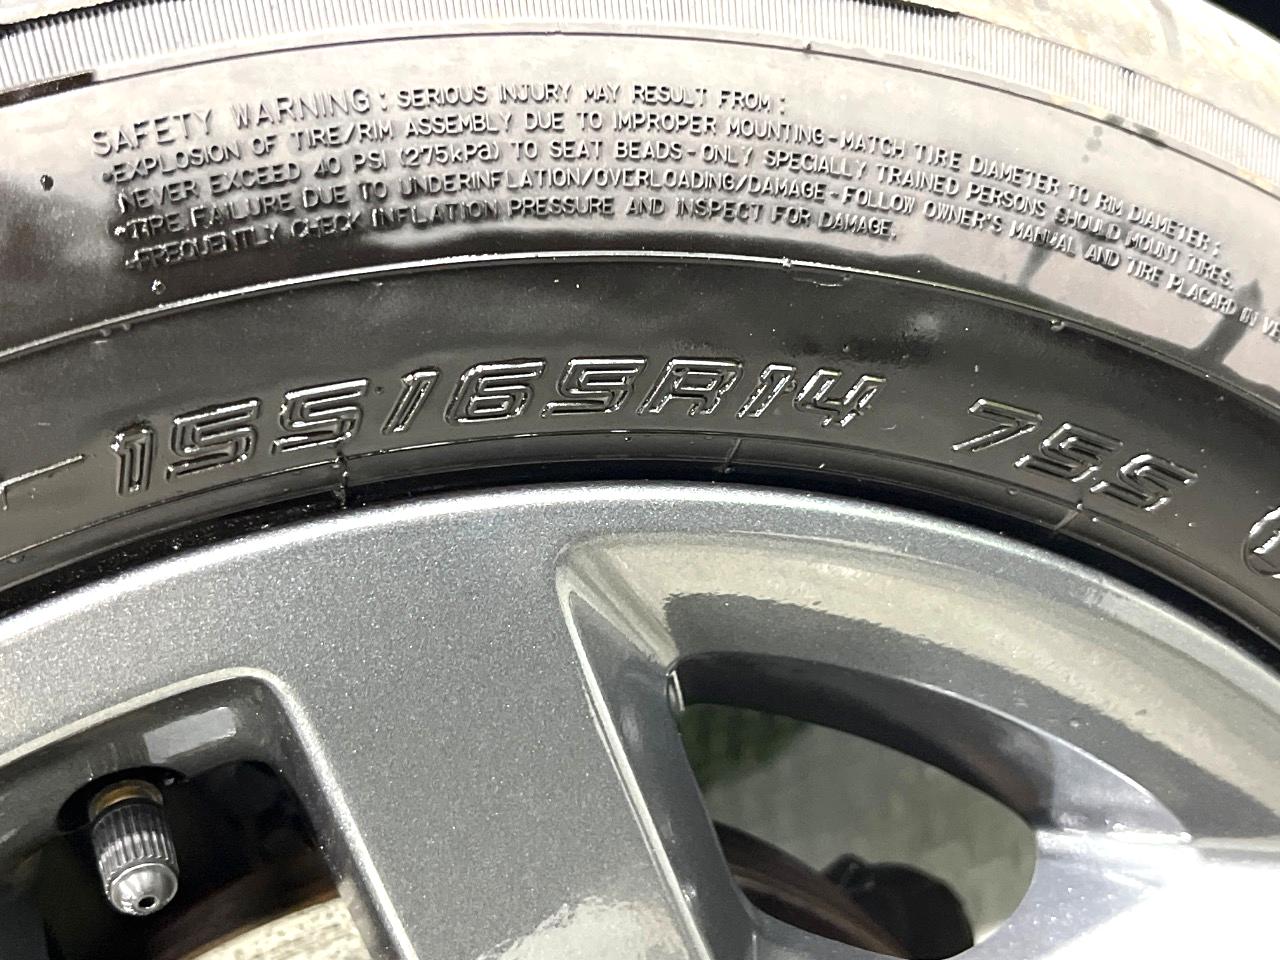 SAFETY WARNING: SERIOUS INJURY MAY RESULT FROM:
•EXPLOSION OF TIRE/RIM ASSEMBLY DUE TO IMPROPER MOUNTING-MATCH TIRE DIAMETER TO RIM DIAMETER;
NEVER EXCEED 40 PSI (275kPa) TO SEAT BEADS-ONLY SPECIALLY TRAINED PERSONS SHOULD MOUNT TIRES.
•TIRE FAILURE DUE TO UNDERINFLATION/OVERLOADING/DAMAGE-FOLLOW OWNER'S MANUAL AND TIRE PLACARD IN VE
•FREQUENTLY CHECK INFLATION PRESSURE AND INSPECT FOR DAMAGE.
155/65R14 75S